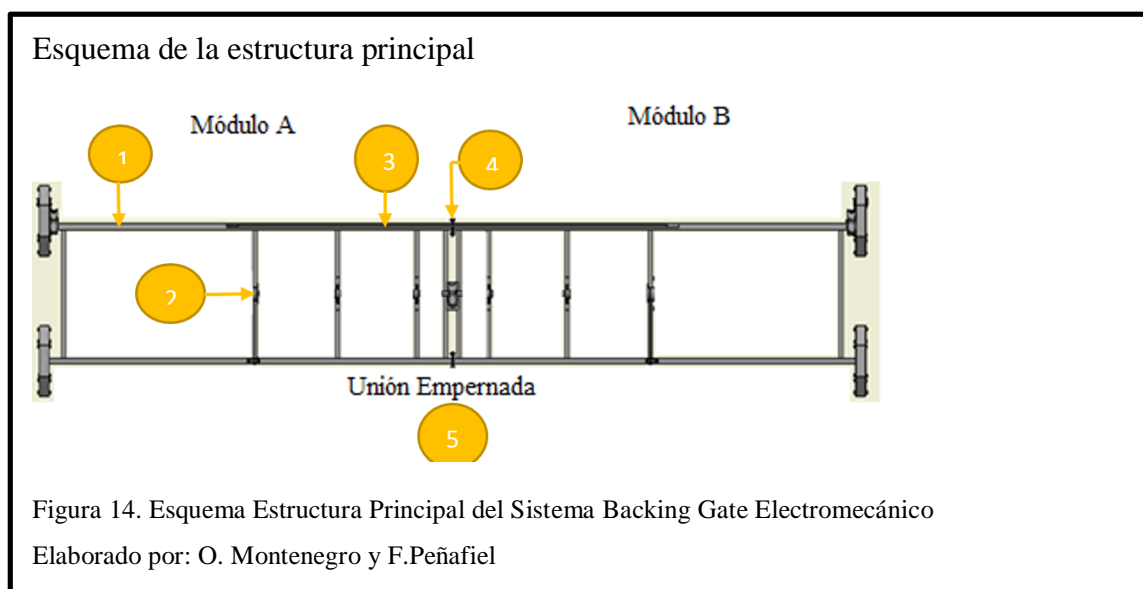 Esquema de la estructura principal
Módulo A
Módulo B
1
3
4
2
Unión Empernada
5
Figura 14. Esquema Estructura Principal del Sistema Backing Gate Electromecánico
Elaborado por: O. Montenegro y F.Peñafiel